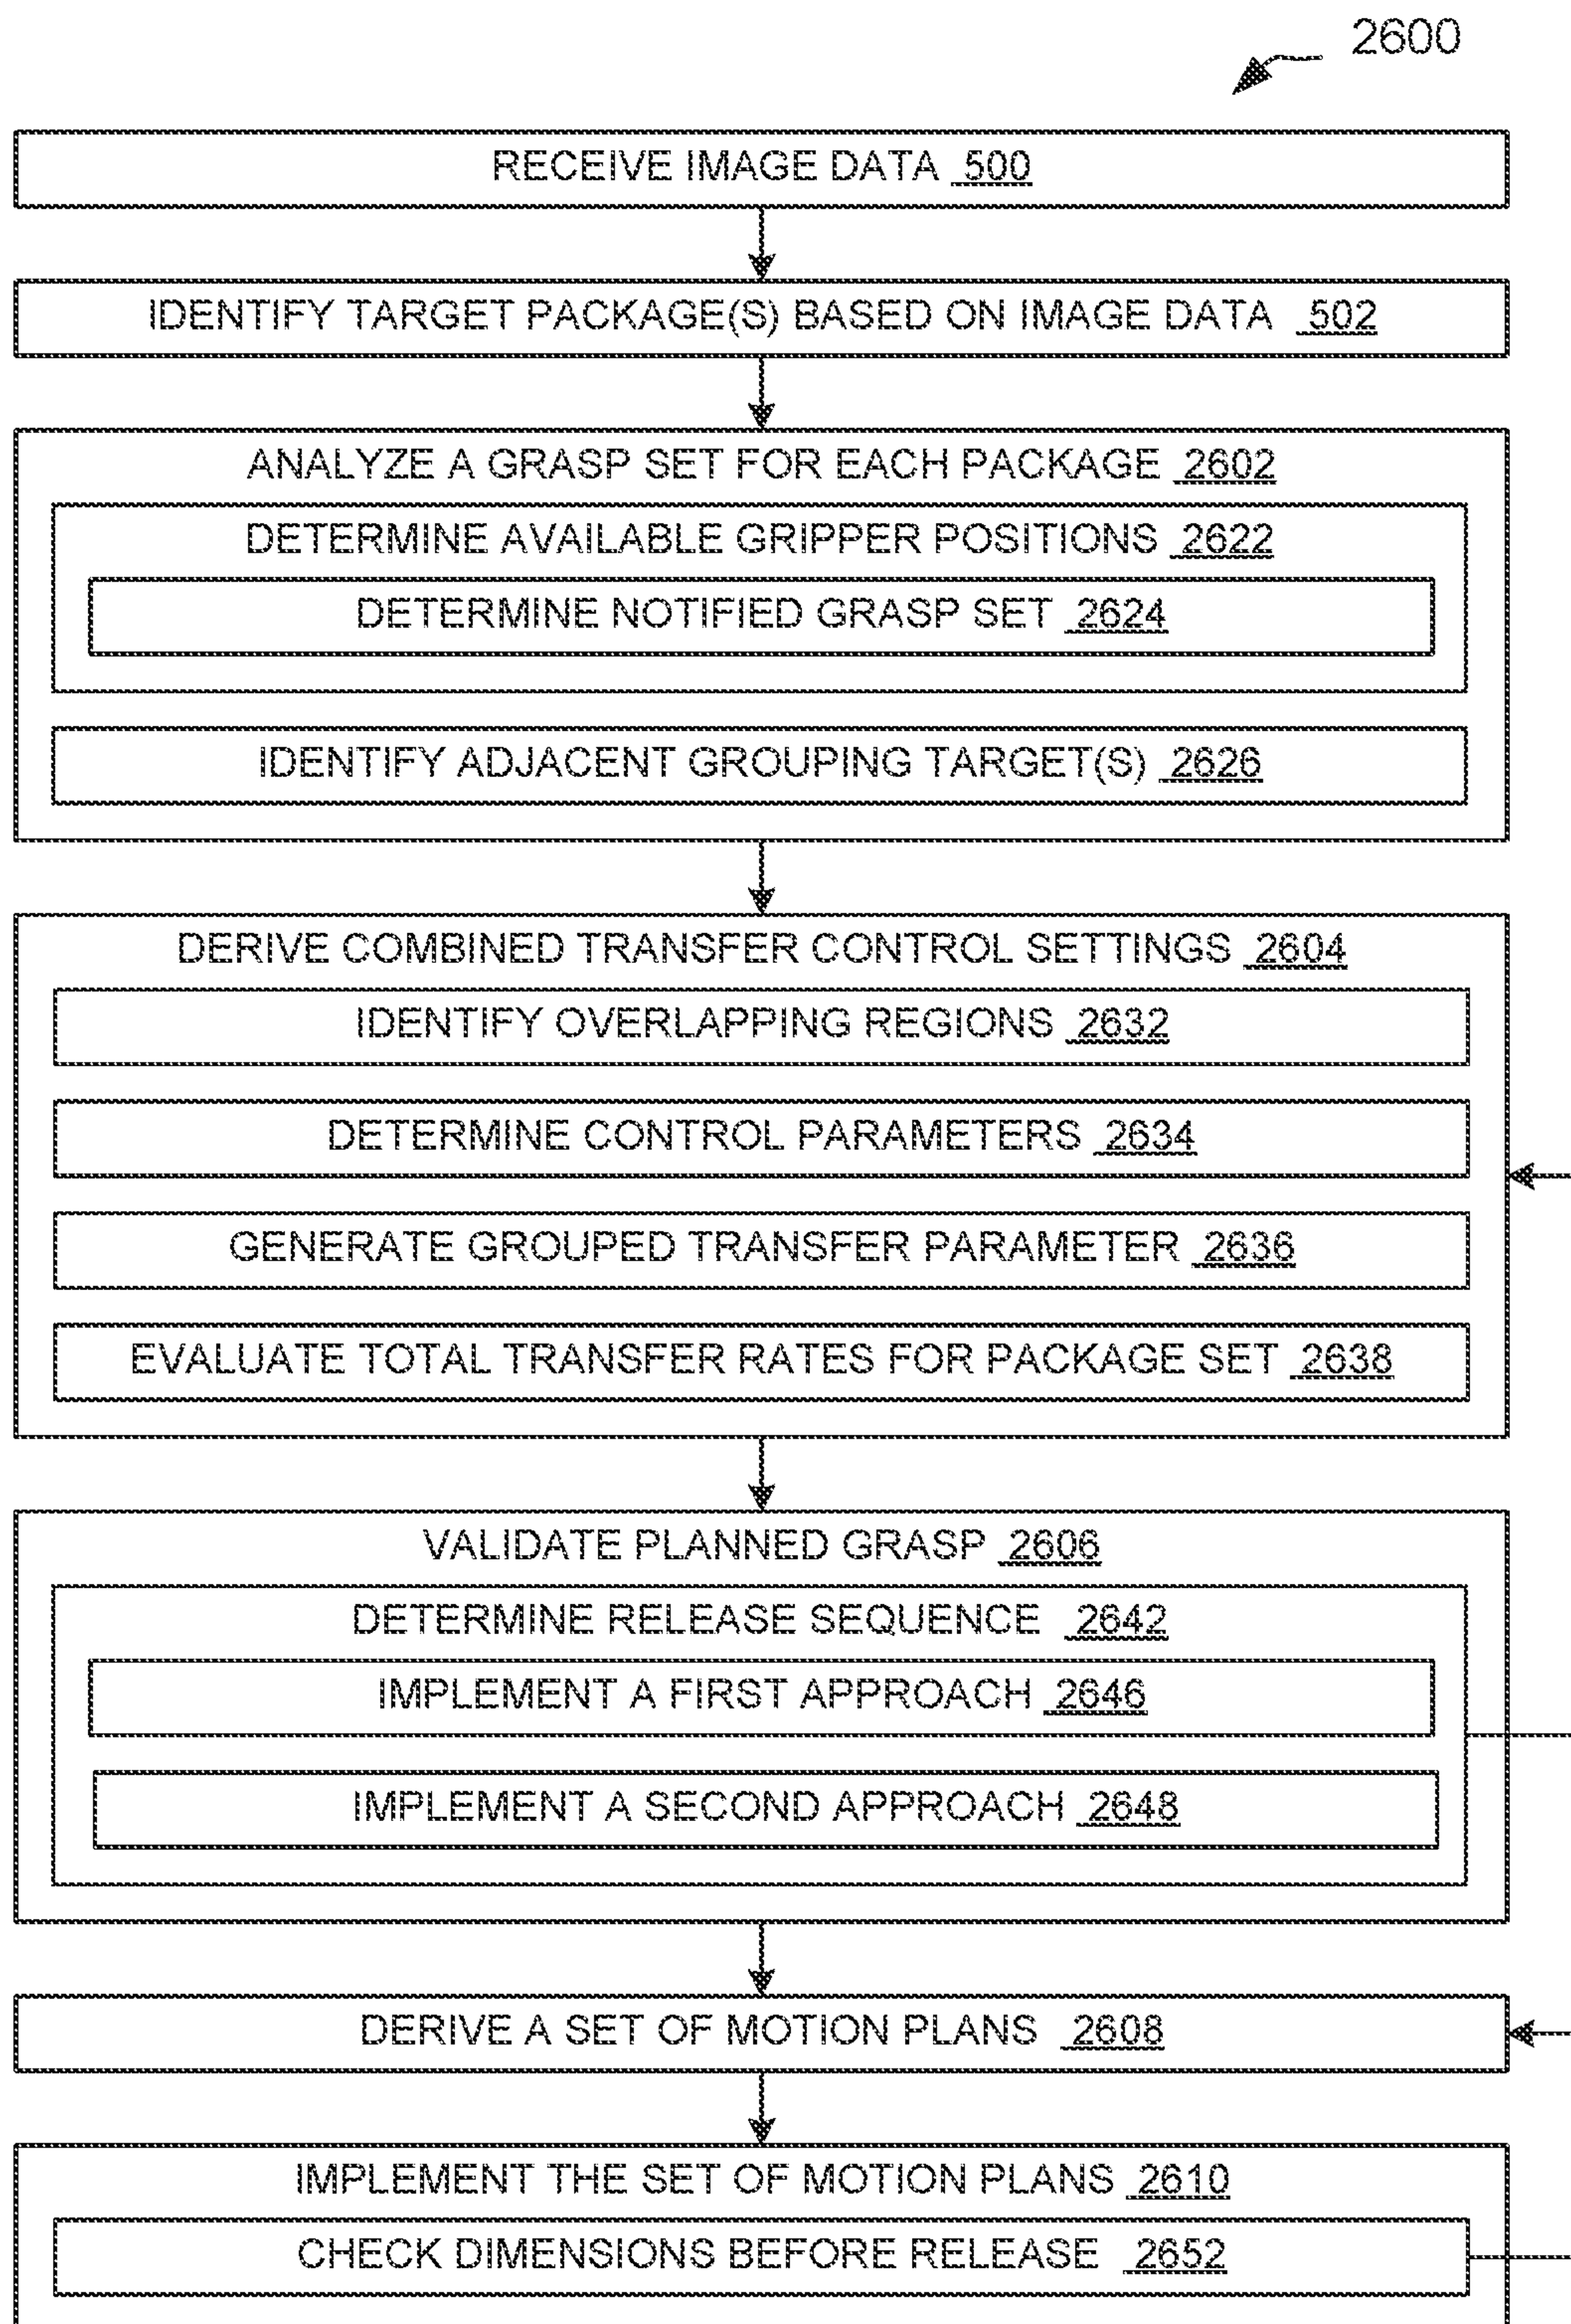 2600
RECEIVE IMAGE DATA 500
IDENTIFY TARGET PACKAGE(S) BASED ON IMAGE DATA 502
ANALYZE A GRASP SET FOR EACH PACKAGE 2602
DETERMINE AVAILABLE GRIPPER POSITIONS 2622
DETERMINE NOTIFIED GRASP SET 2624
IDENTIFY ADJACENT GROUPING TARGET(S) 2626
DERIVE COMBINED TRANSFER CONTROL SETTINGS 2604
IDENTIFY OVERLAPPING REGIONS 2632
DETERMINE CONTROL PARAMETERS 2634
GENERATE GROUPED TRANSFER PARAMETER 2636
EVALUATE TOTAL TRANSFER RATES FOR PACKAGE SET 2638
VALIDATE PLANNED GRASP 2606
DETERMINE RELEASE SEQUENCE 2642
IMPLEMENT A FIRST APPROACH 2646
IMPLEMENT A SECOND APPROACH 2648
DERIVE A SET OF MOTION PLANS 2608
IMPLEMENT THE SET OF MOTION PLANS 2610
CHECK DIMENSIONS BEFORE RELEASE 2652